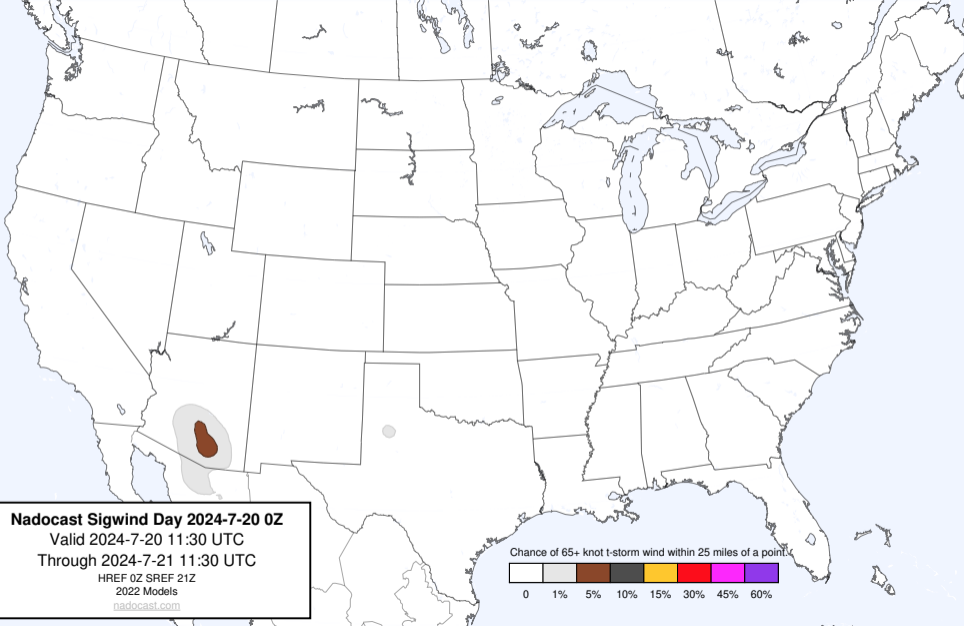 Nadocast Sigwind Day 2024-7-20 0Z
Valid 2024-7-20 11:30 UTC
Through 2024-7-21 11:30 UTC
HREF 0Z SREF 21Z
2022 Models
nadocast.com
Chance of 65+ knot t-storm wind within 25 miles of a point.
0 1% 5% 10% 15% 30% 45% 60%